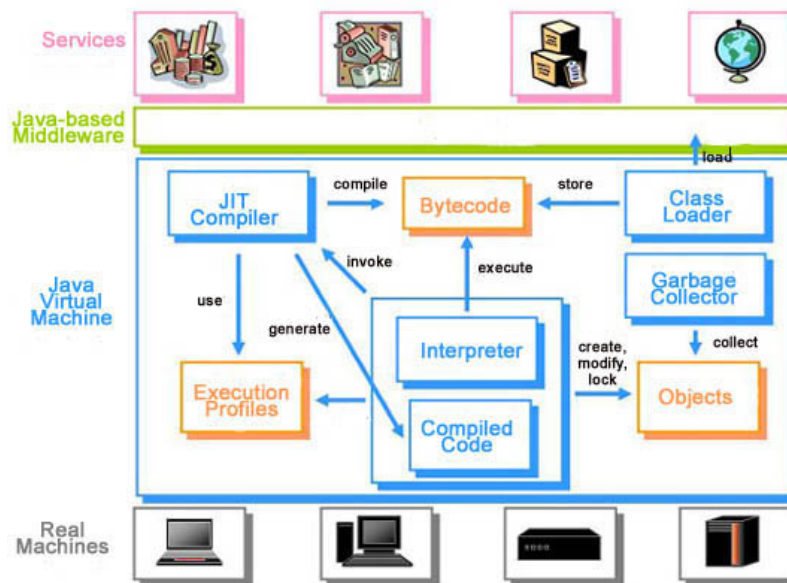 Services
Java-based
Middleware
load
JIT
Compiler
compile
Bytecode
store
Class
Loader
Java
Virtual
Machine
invoke
execute
Garbage
Collector
use
generate
Interpreter
create,
modify,
lock
collect
Execution
Profiles
Compiled
Code
Objects
Real
Machines